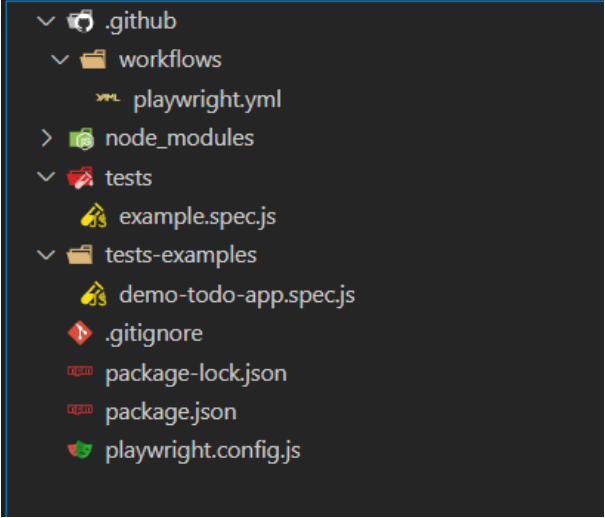 .github
workflows
playwright.yml
node_modules
tests
example.spec.js
tests-examples
demo-todo-app.spec.js
.gitignore
package-lock.json
package.json
playwright.config.js